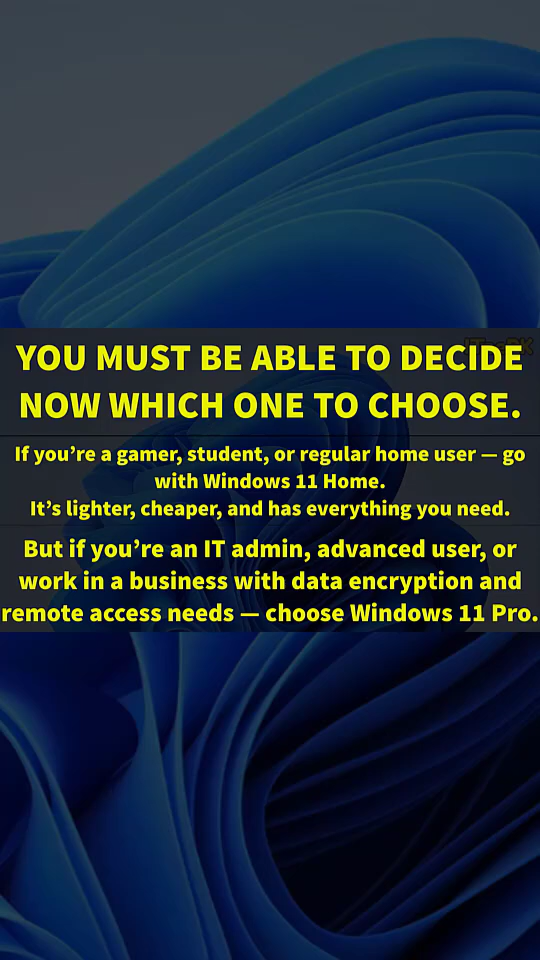 YOU MUST BE ABLE TO DECIDE
NOW WHICH ONE TO CHOOSE.
If you’re a gamer, student, or regular home user — go
with Windows 11 Home.
It’s lighter, cheaper, and has everything you need.
But if you’re an IT admin, advanced user, or
work in a business with data encryption and
remote access needs — choose Windows 11 Pro.